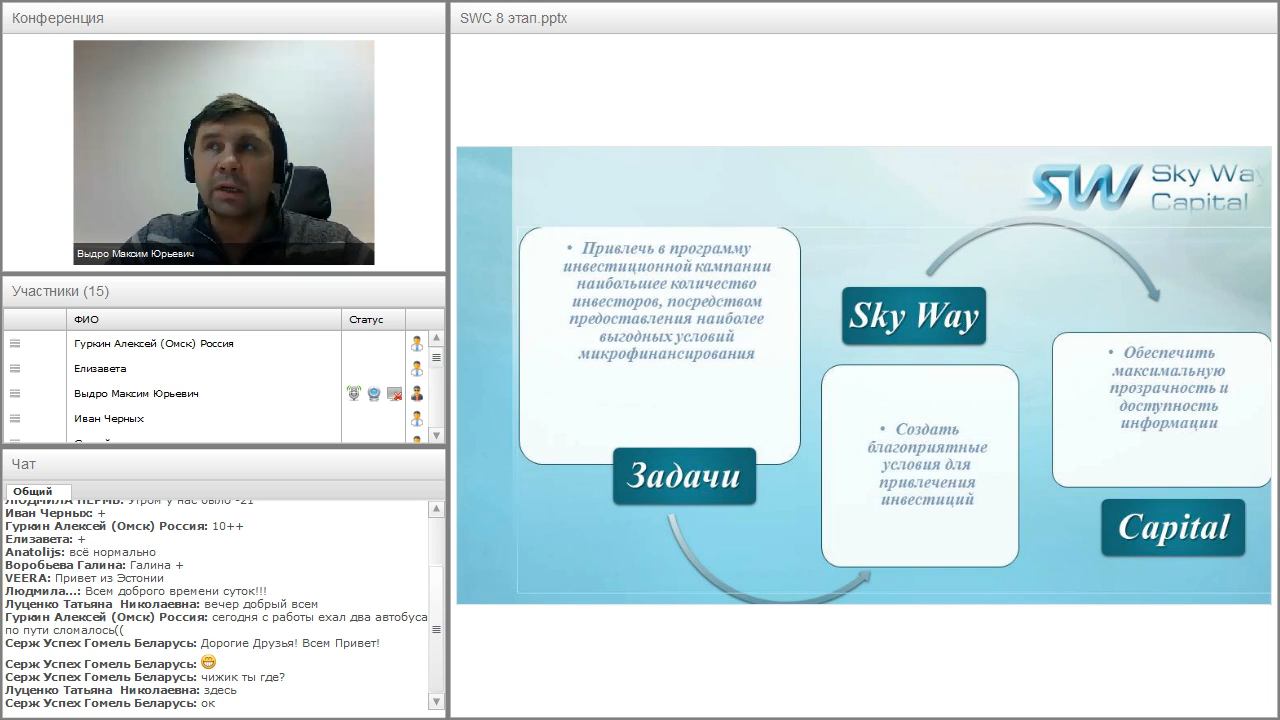 Конференция
Выдро Максим Юрьевич
Участники (15)
ФИО
Статус
Гуркин Алексей (Омск) Россия
Елизавета
Выдро Максим Юрьевич
Иван Черных
Чат
Общий
ЛЮДМИЛА ПЕРМЬ: Утром у нас было -21
Иван Черных: +
Гуркин Алексей (Омск) Россия: 10++
Елизавета: +
Anatolijs: всё нормально
Воробьева Галина: Галина +
VEERA: Привет из Эстонии
Людмила...: Всем доброго времени суток!!!
Луценко Татьяна Николаевна: вечер добрый всем
Гуркин Алексей (Омск) Россия: сегодня с работы ехал два автобуса
по пути сломалось((
Серж Успех Гомель Беларусь: Дорогие Друзья! Всем Привет!
Серж Успех Гомель Беларусь:
Серж Успех Гомель Беларусь: чижик ты где?
Луценко Татьяна Николаевна: здесь
Серж Успех Гомель Беларусь: ок
SWC 8 этап.pptx
SW Sky Way
Capital
• Привлечь в программу
инвестиционной кампании
наибольшее количество
инвесторов, посредством
предоставления наиболее
выгодных условий
микрофинансирования
Задачи
Sky Way
• Создать
благоприятные
условия для
привлечения
инвестиций
• Обеспечить
максимальную
прозрачность и
доступность
информации
Capital